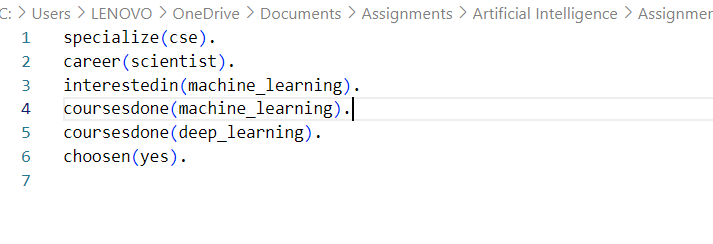 C: > Users > LENOVO > OneDrive > Documents > Assignments > Artificial Intelligence > Assignmer
1 specialize(cse).
2 career(scientist).
3 interestedin(machine_learning).
4 coursesdone(machine_learning).
5 coursesdone(deep_learning).
6 choosen(yes).
7